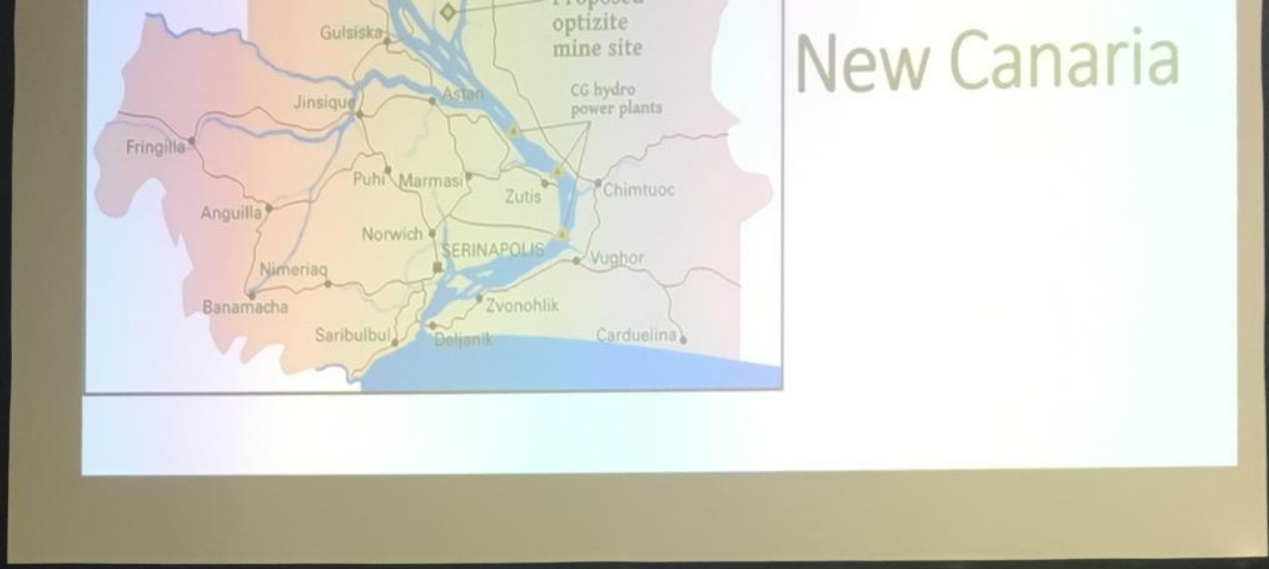 Proposed
optizite
mine site
New Canaria
Gulsiska
CG hydro
power plants
Jinsique
Astan
Fringilla
Puhi
Marmasi
Zutis
Chimtuoc
Anguilla
Norwich
SERINAPOLIS
Vughor
Nimeriaq
Banamacha
Zvonohlik
Saribulbul
Deljanik
Carduelina